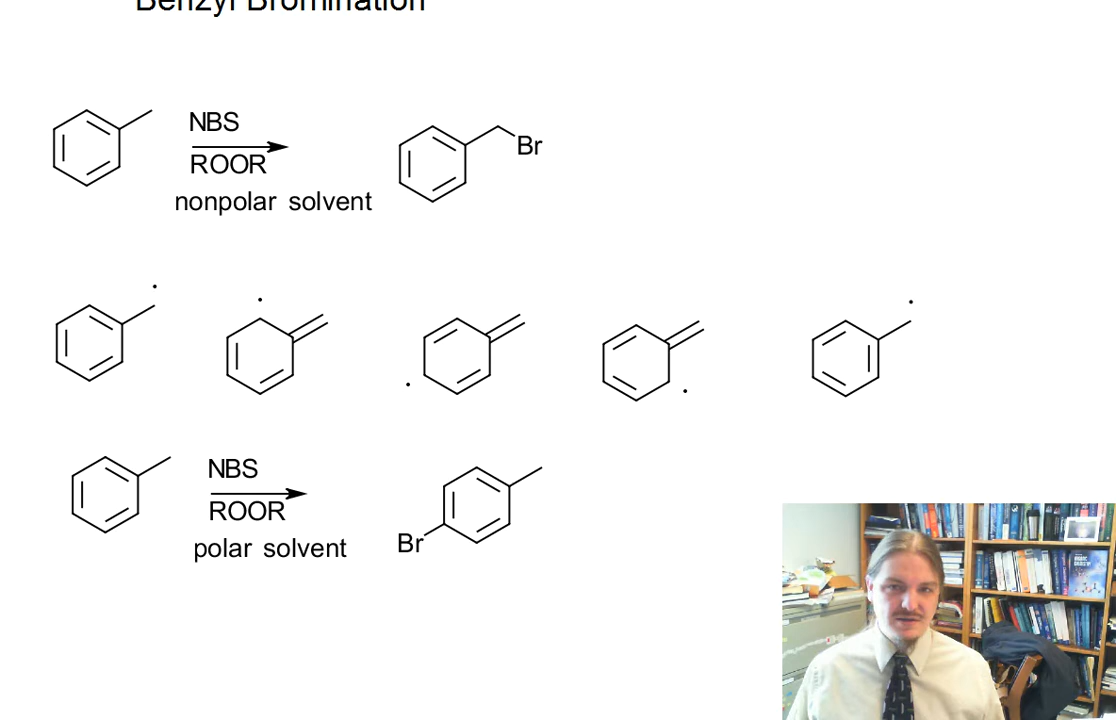 Benzyl Bromination
NBS
ROOR
nonpolar solvent
Br
NBS
ROOR
polar solvent
Br